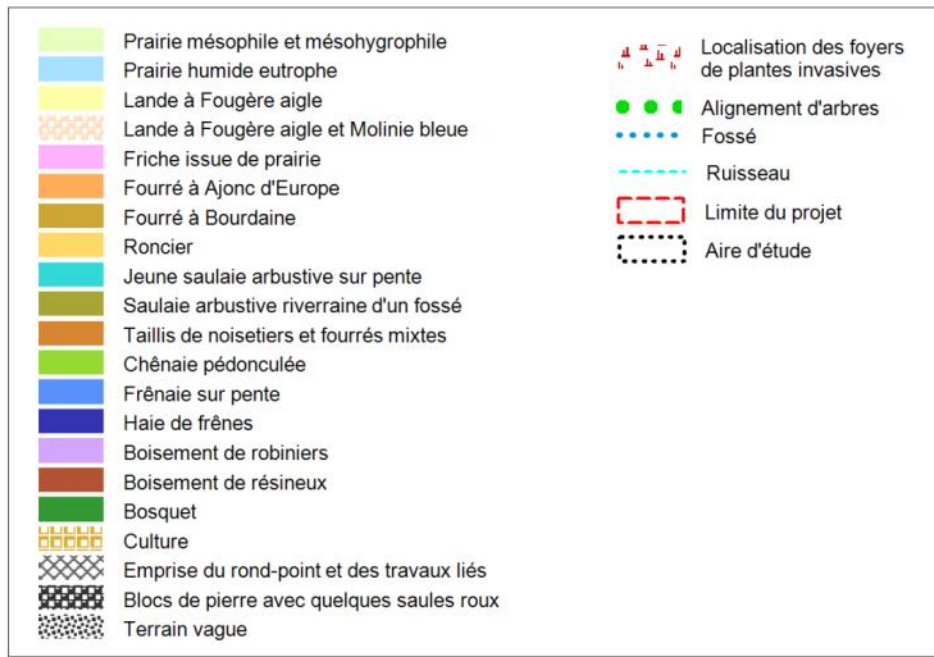 Prairie mésophile et mésohygrophile
Prairie humide eutrophe
Lande à Fougère aigle
Lande à Fougère aigle et Molinie bleue
Friche issue de prairie
Fourré à Ajonc d'Europe
Fourré à Bourdaine
Roncier
Jeune saulaie arbustive sur pente
Saulaie arbustive riverraine d'un fossé
Taillis de noisetiers et fourrés mixtes
Chênaie pédonculée
Frênaie sur pente
Haie de frênes
Boisement de robiniers
Boisement de résineux
Bosquet
Culture
Emprise du rond-point et des travaux liés
Blocs de pierre avec quelques saules roux
Terrain vague
Localisation des foyers
de plantes invasives
Alignement d'arbres
Fossé
Ruisseau
Limite du projet
Aire d'étude